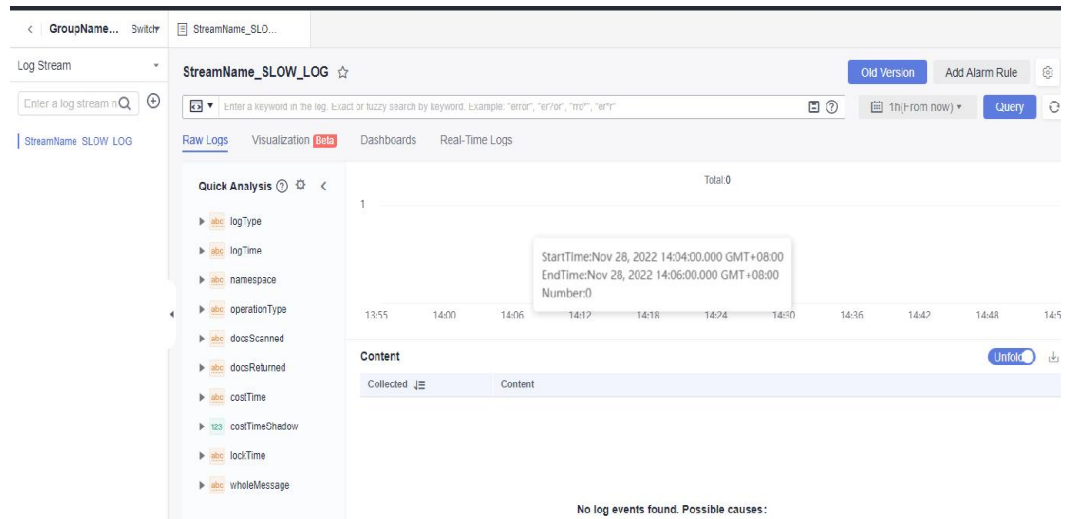 GroupName... Switch
StreamName_SLO...
Log Stream
Enter a log stream n
StreamName_SLOW_LOG
StreamName_SLOW_LOG
Old Version
Add Alarm Rule
Enter a keyword in the log. Exact or fuzzy search by keyword. Example: "error", "er?or", "rro*", "er*r"
1h(From now)
Query
Raw Logs
Visualization Beta
Dashboards
Real-Time Logs
Quick Analysis
abc logType
abc logTime
abc namespace
abc operationType
abc docsScanned
abc docsReturned
abc costTime
123 costTimeShadow
abc lockTime
abc wholeMessage
Total:0
1
StartTime:Nov 28, 2022 14:04:00.000 GMT+08:00
EndTime:Nov 28, 2022 14:06:00.000 GMT+08:00
Number:0
13:55 14:00 14:06 14:12 14:18 14:24 14:30 14:36 14:42 14:48 14:5
Content
Unfold
Collected Content
No log events found. Possible causes: